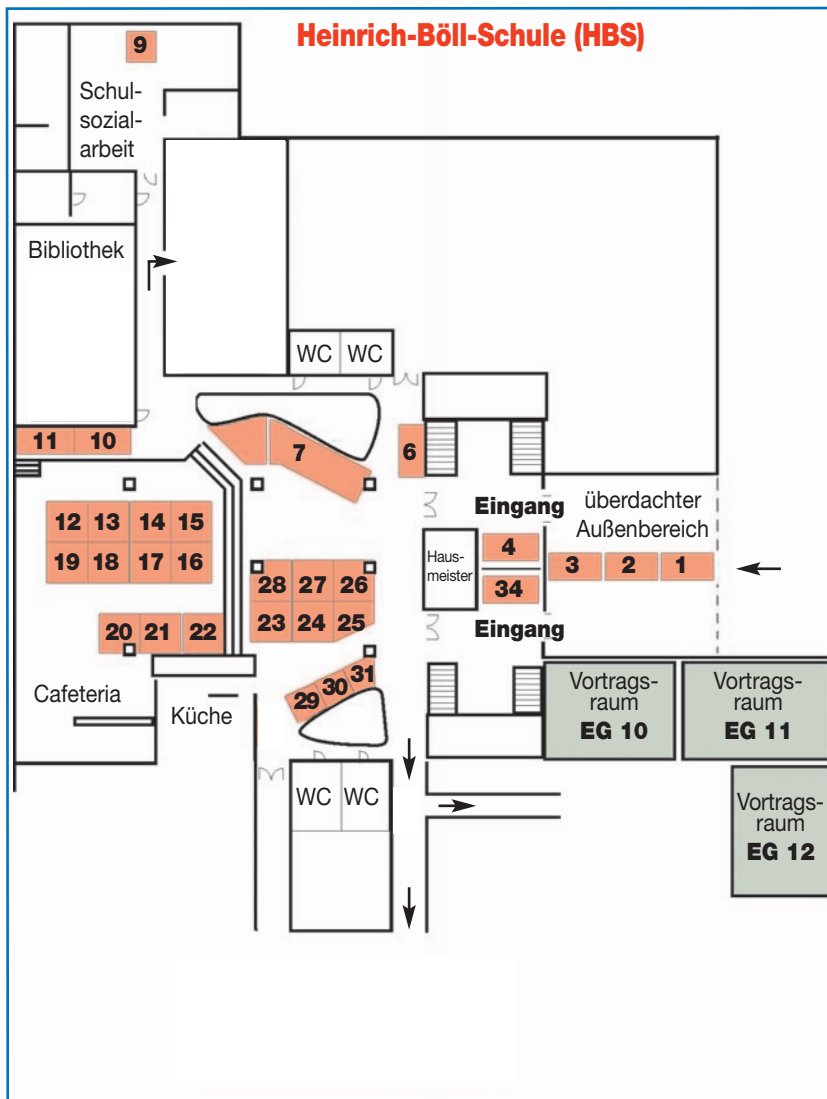 Heinrich-Böll-Schule (HBS)
9
Schul-
sozial-
arbeit
Bibliothek
WC WC
11 10
7
6
Eingang
überdachter
Außenbereich
12 13 14 15
19 18 17 16
Haus-
meister
4
34
3 2 1
28 27 26
23 24 25
Eingang
20 21 22
29 30 31
Cafeteria
Küche
Vortrags-
raum
EG 10
Vortrags-
raum
EG 11
WC WC
Vortrags-
raum
EG 12